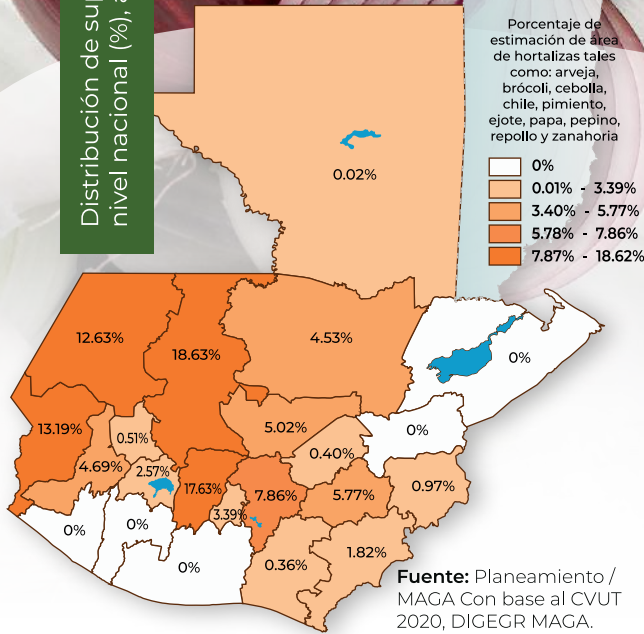 Distribución de
nivel nacional (%),
Porcentaje de
estimación de área
de hortalizas tales
como: arveja,
brócoli, cebolla,
chile, pimiento,
ejote, papa, pepino,
repollo y zanahoria
0%
0.01% - 3.39%
3.40% - 5.77%
5.78% - 7.86%
7.87% - 18.62%
0.02%
12.63%
18.63%
4.53%
0%
13.19%
0.51%
5.02%
0%
4.69%
2.57%
0.40%
17.63%
3.39%
7.86%
5.77%
0.97%
0%
0%
0%
0.36%
1.82%
Fuente: Planeamiento /
MAGA Con base al CVUT
2020, DIGEGR MAGA.